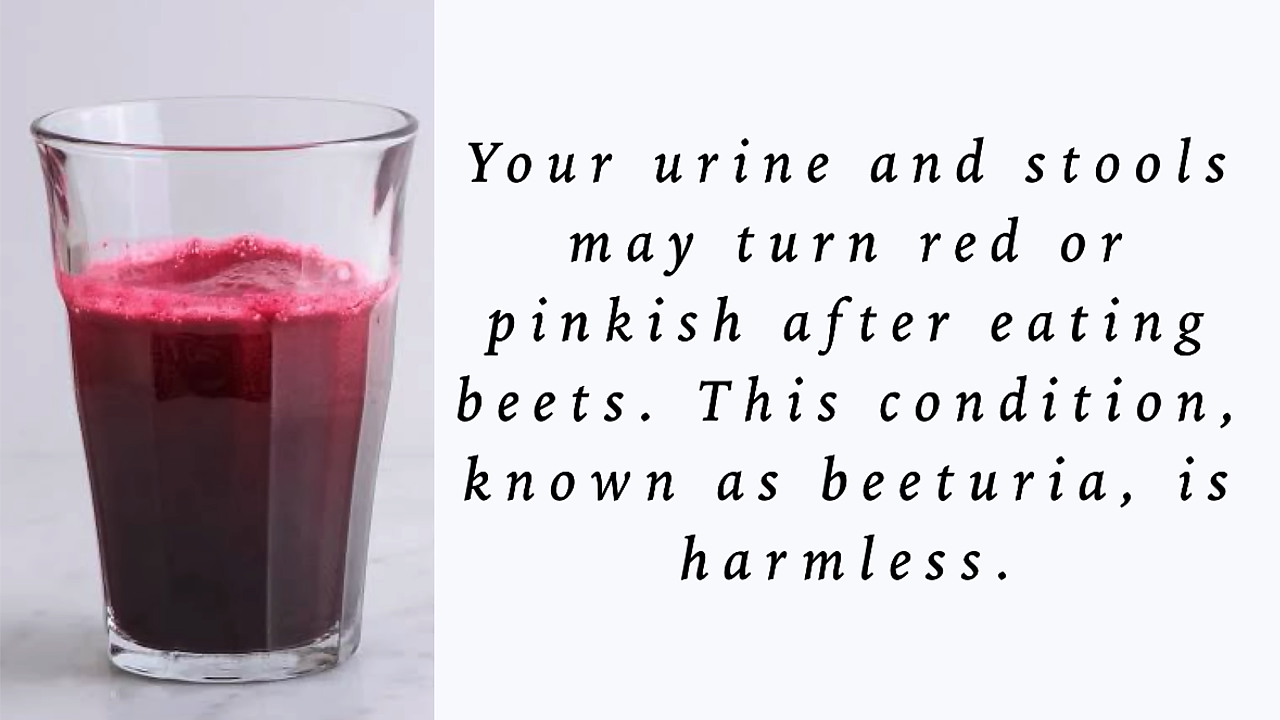 Your urine and stools
may turn red or
pinkish after eating
beets. This condition,
known as beeturia, is
harmless.